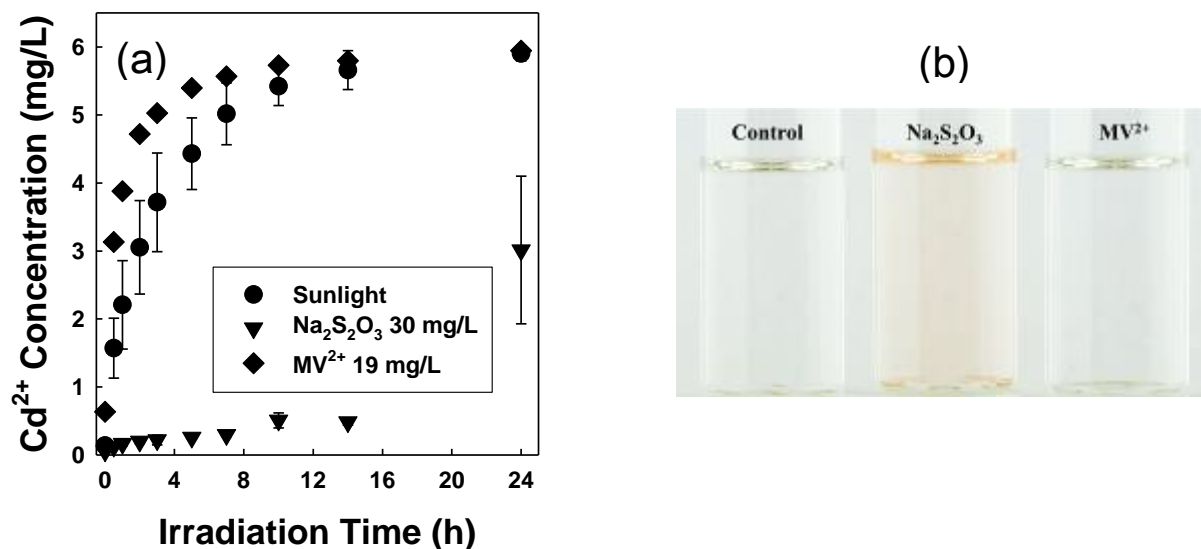 (a)
Cd²⁺ Concentration (mg/L)
6
5
4
3
2
1
0
Sunlight
Na₂S₂O₃ 30 mg/L
MV²⁺ 19 mg/L
0 4 8 12 16 20 24
Irradiation Time (h)
(b)
Control Na₂S₂O₃ MV²⁺